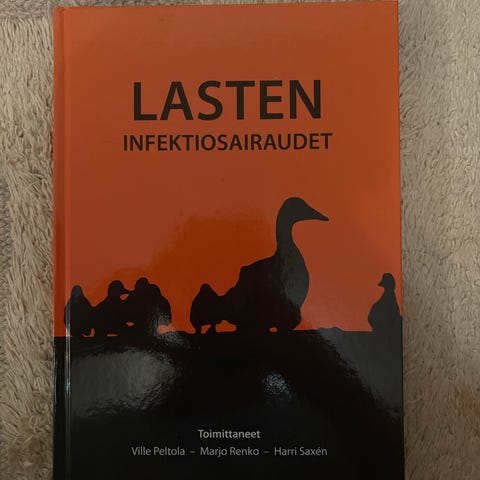 LASTEN
INFEKTIOSAIRAUDET
Toimittaneet
Ville Peltola – Marjo Renko – Harri Saxén